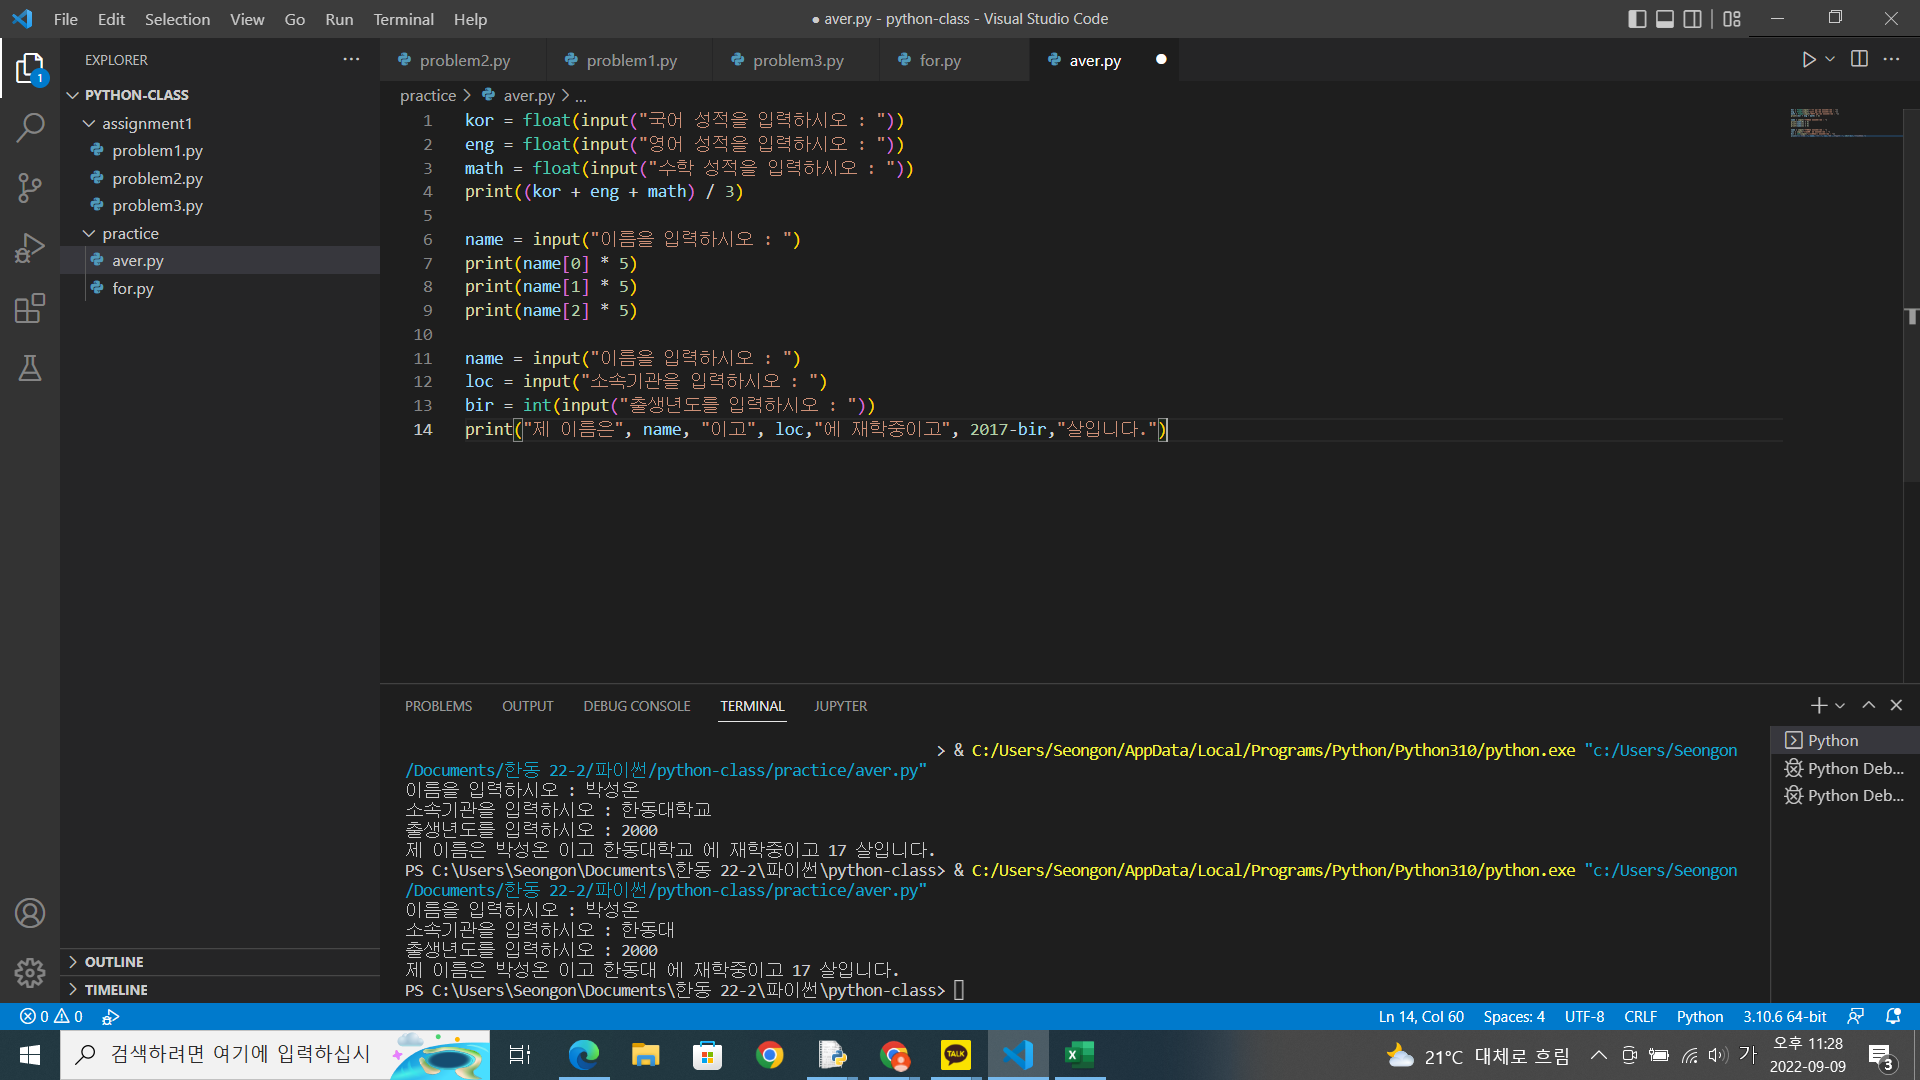 File Edit Selection View Go Run Terminal Help
● aver.py - python-class - Visual Studio Code
EXPLORER
PYTHON-CLASS
assignment1
problem1.py
problem2.py
problem3.py
practice
aver.py
for.py
OUTLINE
TIMELINE
problem2.py problem1.py problem3.py for.py aver.py
practice > aver.py > ...
1 kor = float(input("국어 성적을 입력하시오 : "))
2 eng = float(input("영어 성적을 입력하시오 : "))
3 math = float(input("수학 성적을 입력하시오 : "))
4 print((kor + eng + math) / 3)
5
6 name = input("이름을 입력하시오 : ")
7 print(name[0] * 5)
8 print(name[1] * 5)
9 print(name[2] * 5)
10
11 name = input("이름을 입력하시오 : ")
12 loc = input("소속기관을 입력하시오 : ")
13 bir = int(input("출생년도를 입력하시오 : "))
14 print("제 이름은", name, "이고", loc,"에 재학중이고", 2017-bir,"살입니다.")
PROBLEMS OUTPUT DEBUG CONSOLE TERMINAL JUPYTER
> & C:/Users/Seongon/AppData/Local/Programs/Python/Python310/python.exe "c:/Users/Seongon
/Documents/한동 22-2/파이썬/python-class/practice/aver.py"
이름을 입력하시오 : 박성온
소속기관을 입력하시오 : 한동대학교
출생년도를 입력하시오 : 2000
제 이름은 박성온 이고 한동대학교 에 재학중이고 17 살입니다.
PS C:\Users\Seongon\Documents\한동 22-2\파이썬\python-class> & C:/Users/Seongon/AppData/Local/Programs/Python/Python310/python.exe "c:/Users/Seongon
/Documents/한동 22-2/파이썬/python-class/practice/aver.py"
이름을 입력하시오 : 박성온
소속기관을 입력하시오 : 한동대
출생년도를 입력하시오 : 2000
제 이름은 박성온 이고 한동대 에 재학중이고 17 살입니다.
PS C:\Users\Seongon\Documents\한동 22-2\파이썬\python-class>
Python
Python Deb...
Python Deb...
0 0
Ln 14, Col 60 Spaces: 4 UTF-8 CRLF Python 3.10.6 64-bit
검색하려면 여기에 입력하십시
TALK
21°C 대체로 흐림
가
오후 11:28
2022-09-09
3
1